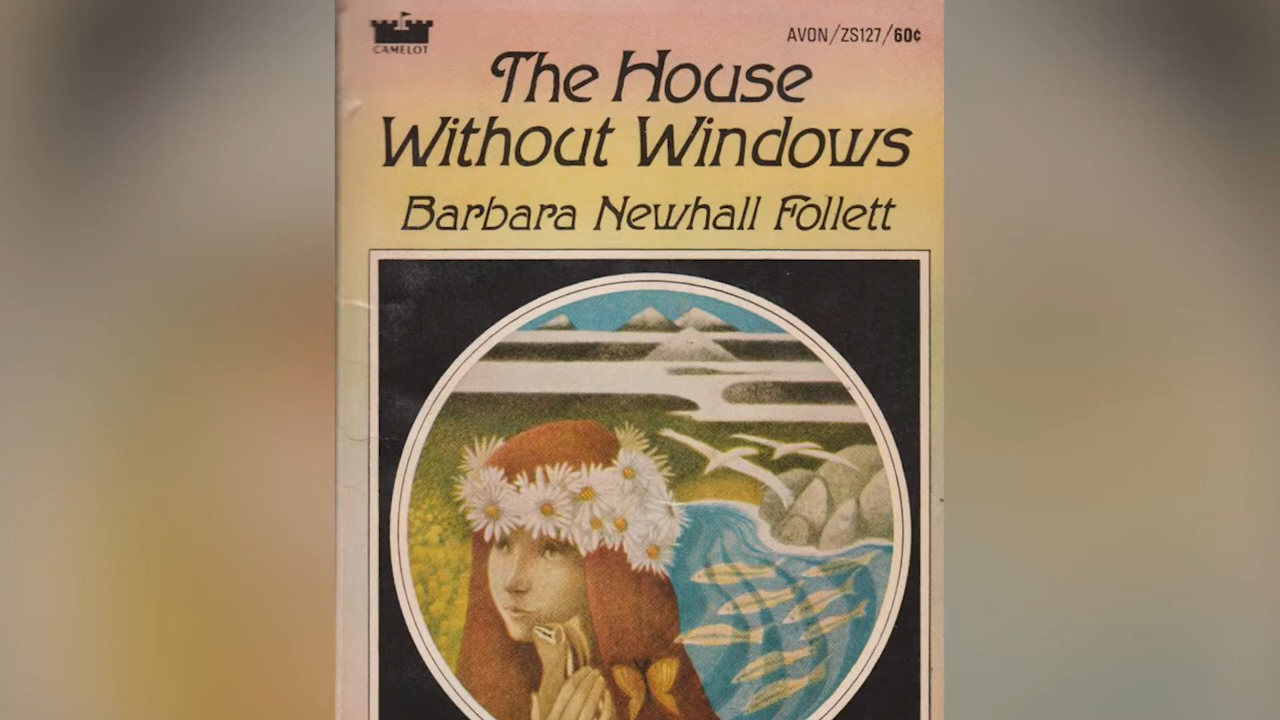 CAMELOT
AVON/ZS127/60¢
The House
Without Windows
Barbara Newhall Follett